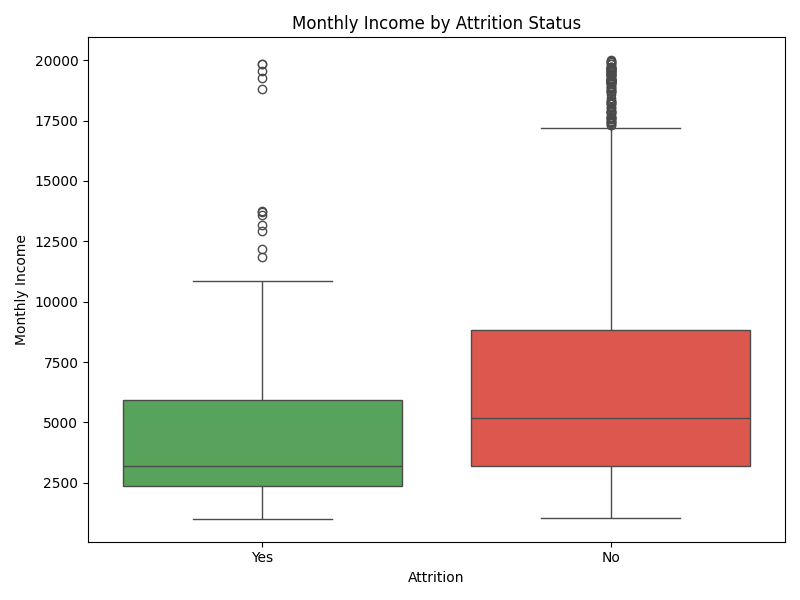 Monthly Income by Attrition Status
20000
17500
15000
12500
10000
7500
5000
2500
Monthly Income
Yes
No
Attrition